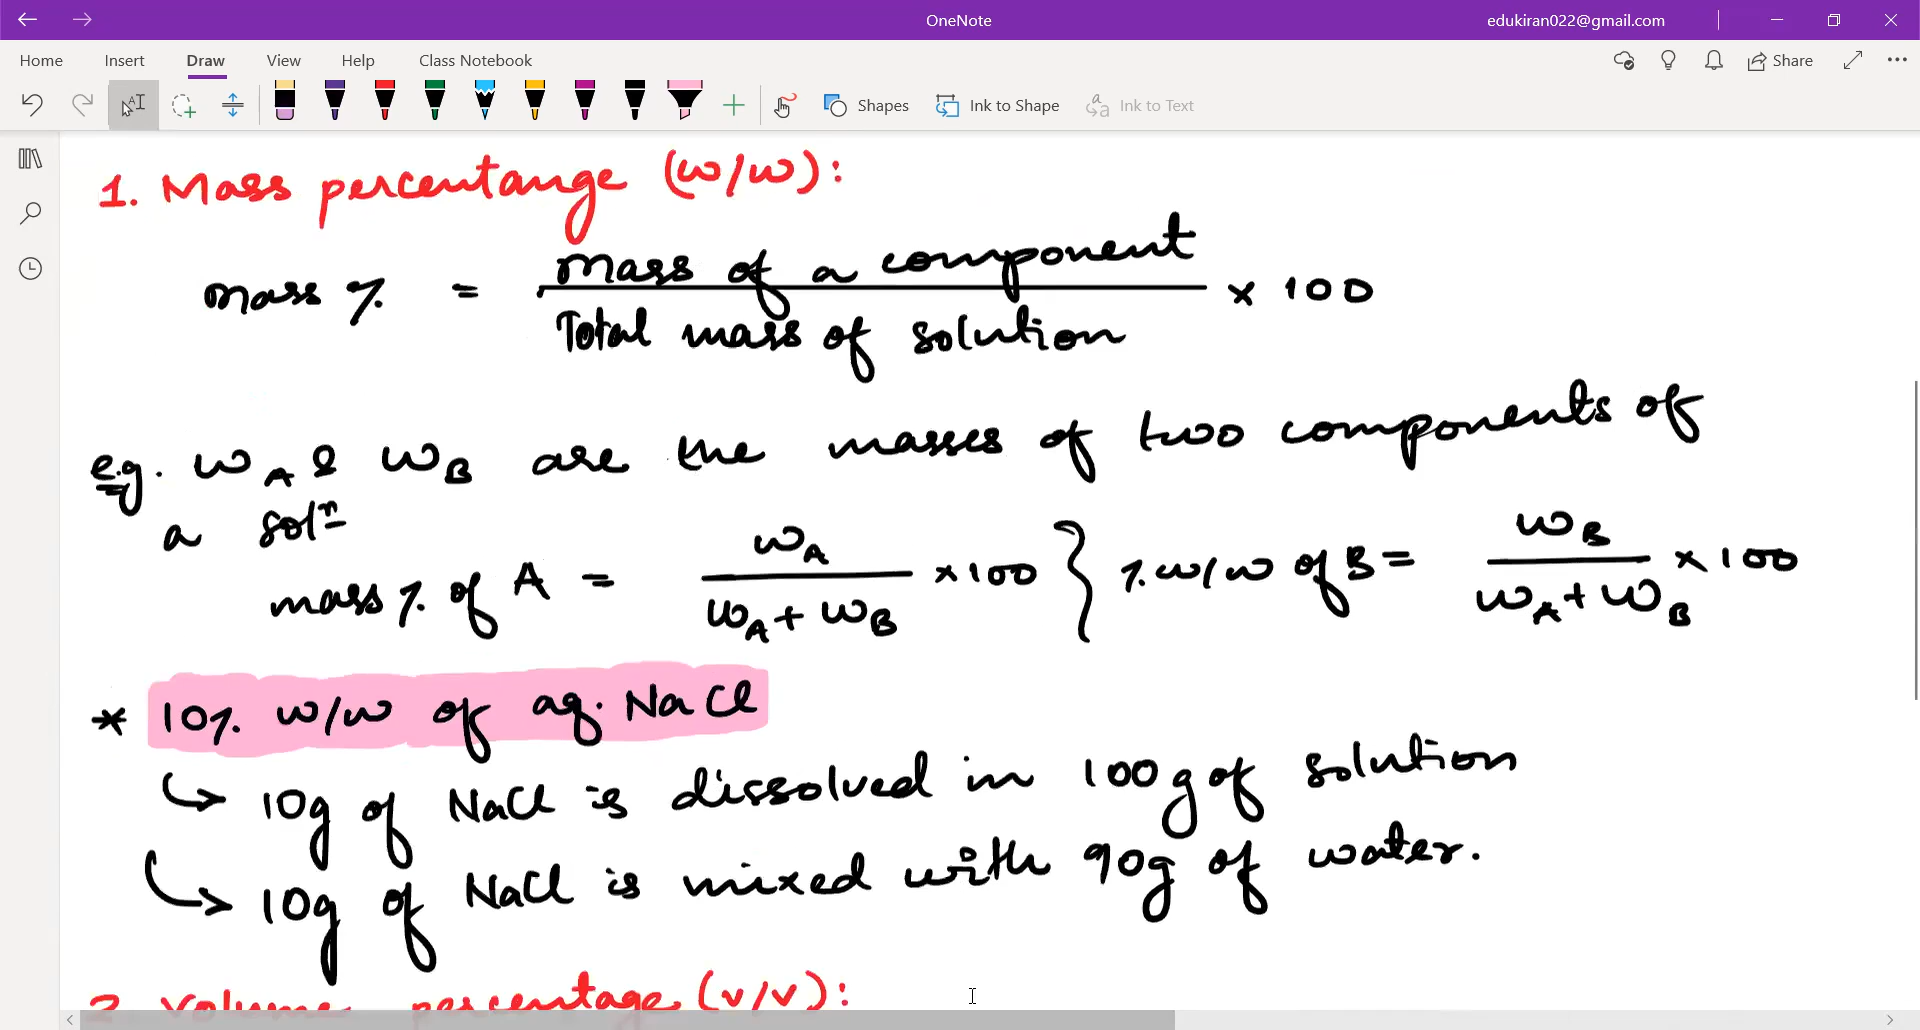 OneNote
edukiran022@gmail.com
Home Insert Draw View Help Class Notebook
Share
Shapes Ink to Shape Ink to Text
1. Mass percentange (w/w):
mass % = mass of a component / Total mass of solution × 100
e.g. wA & wB are the masses of two components of
a solⁿ
mass % of A = wA / wA + wB × 100 } % w/w of B = wB / wA + wB × 100
* 10% w/w of aq. NaCl
↳ 10g of NaCl is dissolved in 100g of solution
↳ 10g of NaCl is mixed with 90g of water.
2. Volume percentage (v/v):